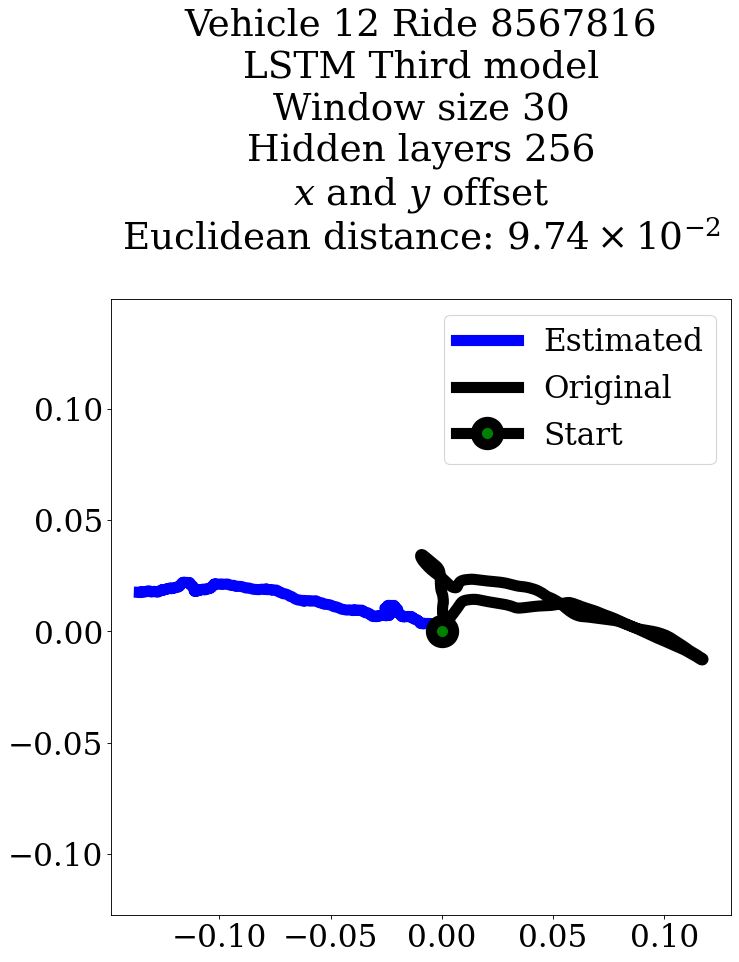 Vehicle 12 Ride 8567816
LSTM Third model
Window size 30
Hidden layers 256
x and y offset
Euclidean distance: 9.74 × 10⁻²
Estimated
Original
Start
0.10
0.05
0.00
−0.05
−0.10
−0.10 −0.05 0.00 0.05 0.10